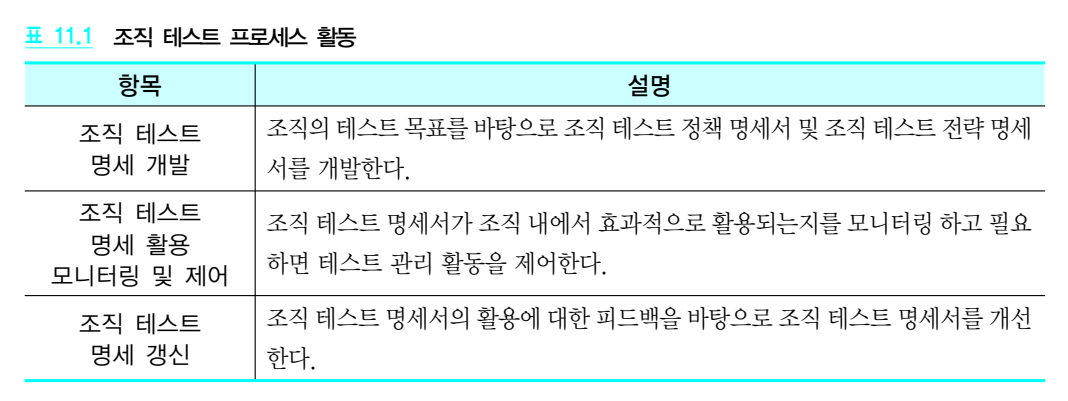 표 11.1 조직 테스트 프로세스 활동
항목 설명
조직 테스트
명세 개발
조직의 테스트 목표를 바탕으로 조직 테스트 정책 명세서 및 조직 테스트 전략 명세
서를 개발한다.
조직 테스트
명세 활용
모니터링 및 제어
조직 테스트 명세서가 조직 내에서 효과적으로 활용되는지를 모니터링 하고 필요
하면 테스트 관리 활동을 제어한다.
조직 테스트
명세 갱신
조직 테스트 명세서의 활용에 대한 피드백을 바탕으로 조직 테스트 명세서를 개선
한다.